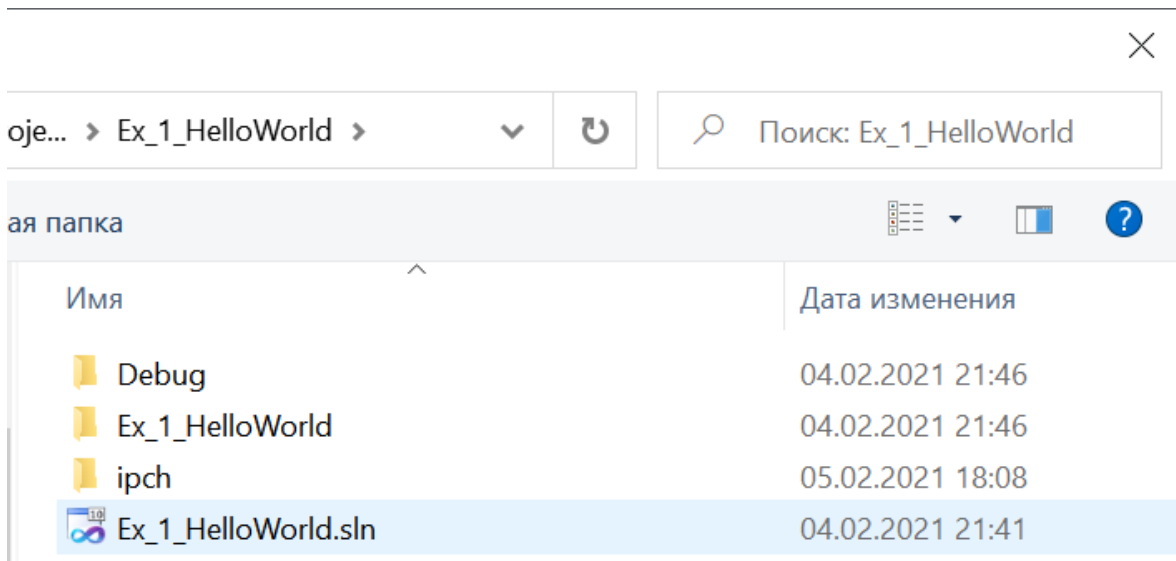 oje... > Ex_1_HelloWorld >
Поиск: Ex_1_HelloWorld
ая папка
?
Имя Дата изменения
Debug 04.02.2021 21:46
Ex_1_HelloWorld 04.02.2021 21:46
ipch 05.02.2021 18:08
10
Ex_1_HelloWorld.sln 04.02.2021 21:41